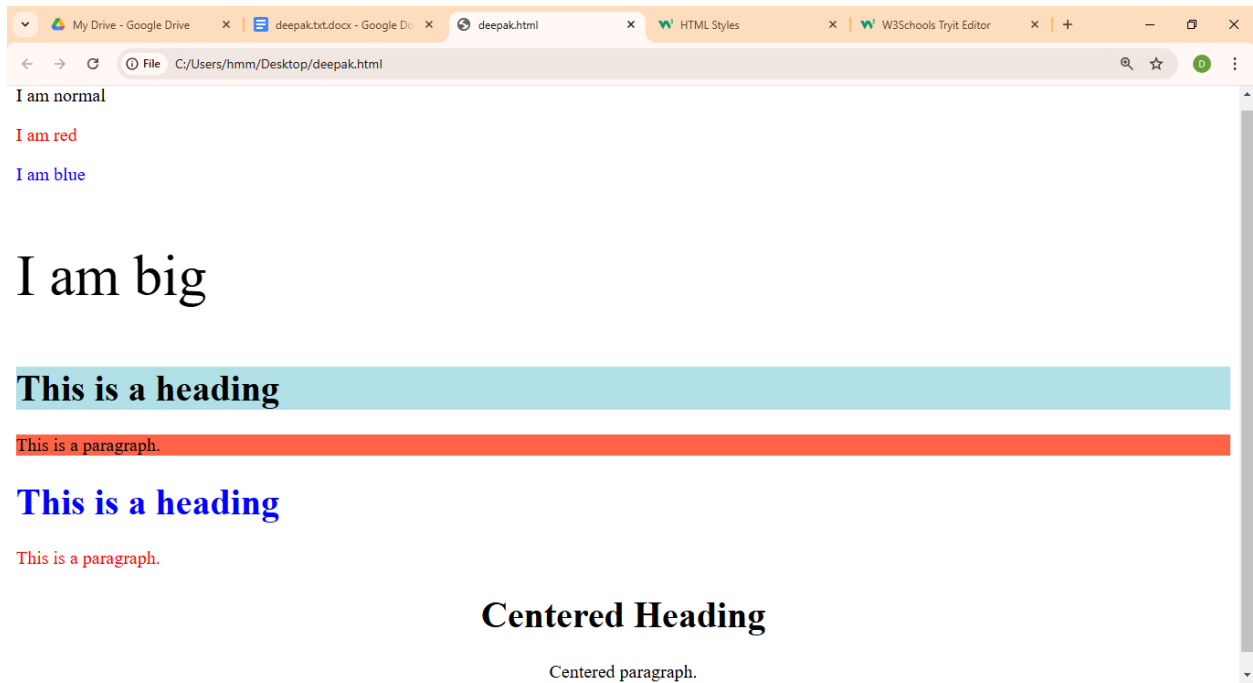 My Drive - Google Drive
deepak.txt.docx - Google Do
deepak.html
HTML Styles
W3Schools Tryit Editor
File C:/Users/hmm/Desktop/deepak.html
D
I am normal
I am red
I am blue
I am big
This is a heading
This is a paragraph.
This is a heading
This is a paragraph.
Centered Heading
Centered paragraph.